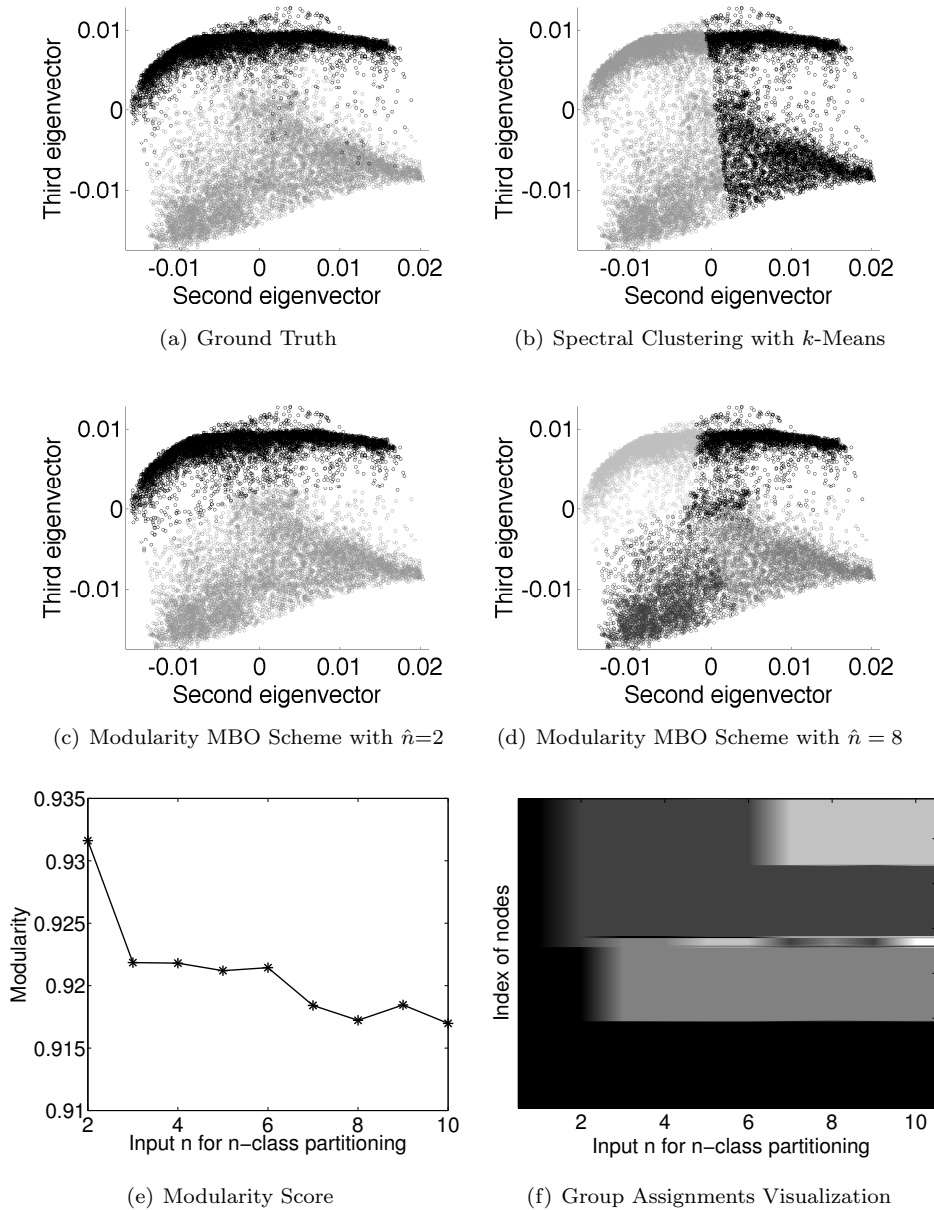 0.01
0
-0.01
Third eigenvector
-0.01 0 0.01 0.02
Second eigenvector
(a) Ground Truth
0.01
0
-0.01
Third eigenvector
-0.01 0 0.01 0.02
Second eigenvector
(b) Spectral Clustering with k-Means
0.01
0
-0.01
Third eigenvector
-0.01 0 0.01 0.02
Second eigenvector
(c) Modularity MBO Scheme with n̂=2
0.01
0
-0.01
Third eigenvector
-0.01 0 0.01 0.02
Second eigenvector
(d) Modularity MBO Scheme with n̂ = 8
0.935
0.93
0.925
0.92
0.915
0.91
Modularity
2 4 6 8 10
Input n for n−class partitioning
(e) Modularity Score
Index of nodes
2 4 6 8 10
Input n for n−class partitioning
(f) Group Assignments Visualization